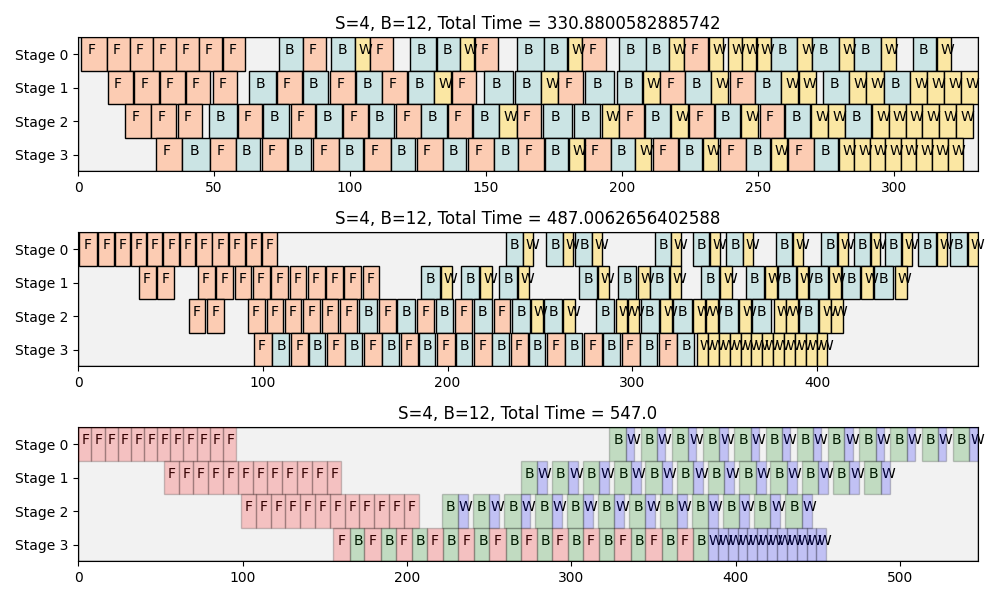 S=4, B=12, Total Time = 330.8800582885742
Stage 0 F F F F F F F B F B W F B B W F B B W F B B W F W W W W B W B W B W B W
Stage 1 F F F F F B F B F B F B W F B B W F B B W F B W F B W W B W W B W W W W
Stage 2 F F F B F B F B F B F B F B F B W F B B W F B W F B W F B W W B W W W W W W
Stage 3 F B F B F B F B F B F B F B F B W F B W F B W F B W F B W W W W W W W W
0 50 100 150 200 250 300
S=4, B=12, Total Time = 487.0062656402588
Stage 0 F F F F F F F F F F F F B W B W B W B W B W B W B W B W B W B W B W B W
Stage 1 F F F F F F F F F F F F B W B W B W B W B W B W B W B W B W B W B W B W
Stage 2 F F F F F F F F B F B F B F B F B W B W B W W B W B W W B W B W W B W W
Stage 3 F B F B F B F B F B F B F B F B F B F B F B F B W W W W W W W W W W W W
0 100 200 300 400
S=4, B=12, Total Time = 547.0
Stage 0 F F F F F F F F F F F F B W B W B W B W B W B W B W B W B W B W B W B W
Stage 1 F F F F F F F F F F F F B W B W B W B W B W B W B W B W B W B W B W B W
Stage 2 F F F F F F F F F F F F B W B W B W B W B W B W B W B W B W B W B W B W
Stage 3 F B F B F B F B F B F B F B F B F B F B F B F B W W W W W W W W W W W W
0 100 200 300 400 500